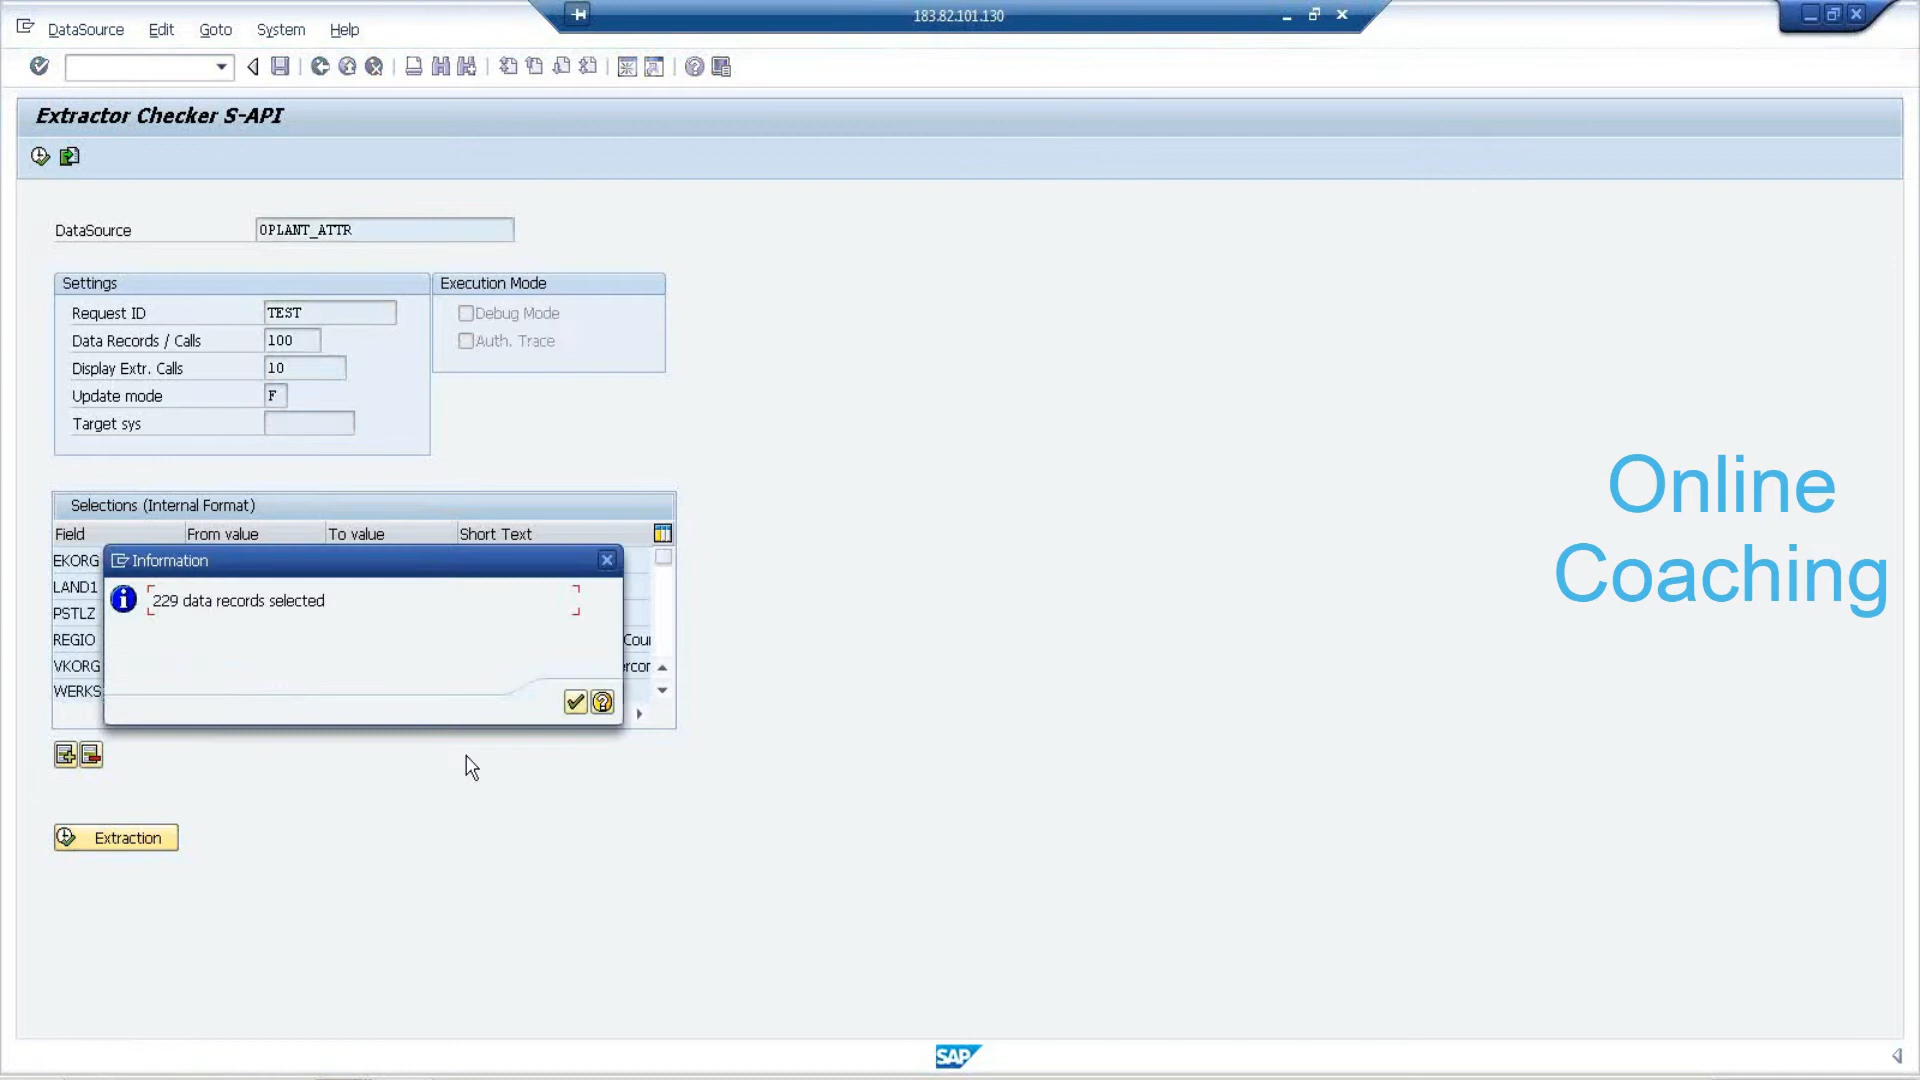 183.82.101.130
DataSource Edit Goto System Help
Extractor Checker S-API
DataSource 0PLANT_ATTR
Settings Execution Mode
Request ID TEST Debug Mode
Data Records / Calls 100 Auth. Trace
Display Extr. Calls 10
Update mode F
Target sys
Selections (Internal Format)
Field From value To value Short Text
EKORG
Information
LAND1
229 data records selected
PSTLZ
REGIO
VKORG
WERKS
Extraction
Online
Coaching
SAP